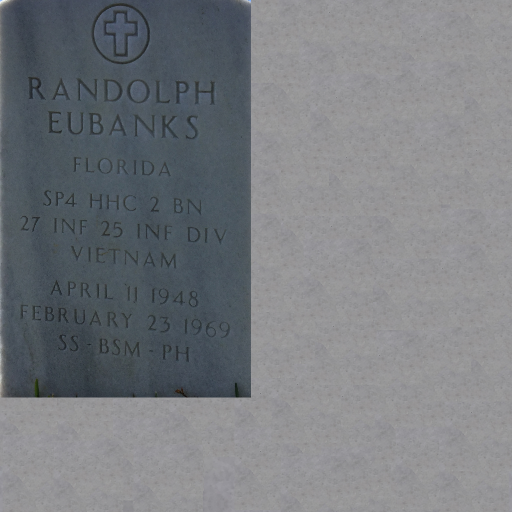 RANDOLPH
EUBANKS
FLORIDA
SP4 HHC 2 BN
27 INF 25 INF DIV
VIETNAM
APRIL 11 1948
FEBRUARY 23 1969
SS - BSM - PH